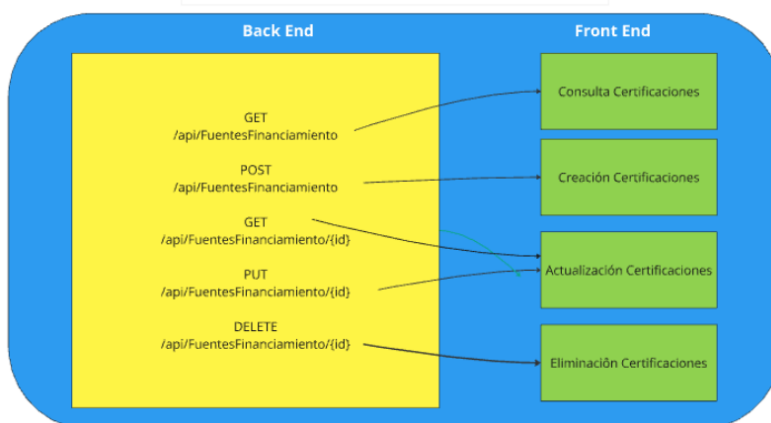 Back End
Front End
GET
/api/FuentesFinanciamiento
POST
/api/FuentesFinanciamiento
GET
/api/FuentesFinanciamiento/{id}
PUT
/api/FuentesFinanciamiento/{id}
DELETE
/api/FuentesFinanciamiento/{id}
Consulta Certificaciones
Creación Certificaciones
Actualización Certificaciones
Eliminación Certificaciones